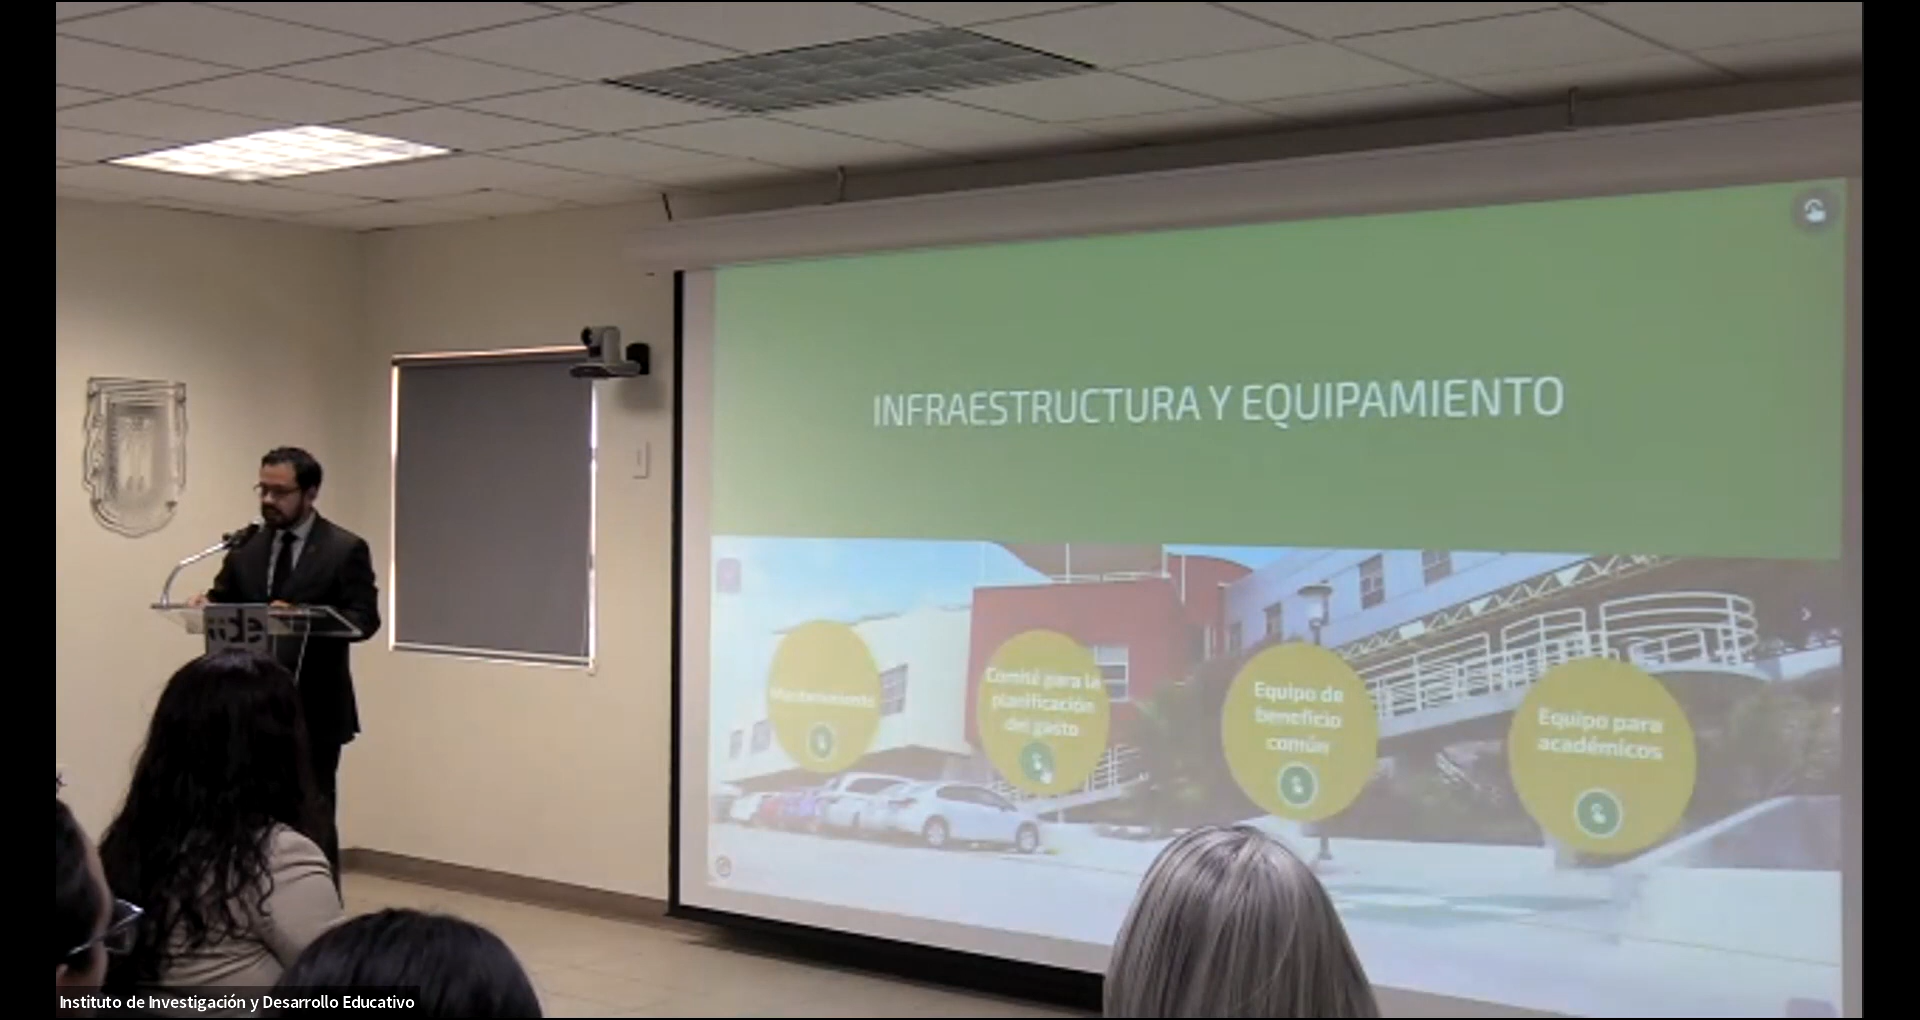 INFRAESTRUCTURA Y EQUIPAMIENTO
Mantenimiento
Comité para la
planificación
del gasto
Equipo de
beneficio
común
Equipo para
académicos
Instituto de Investigación y Desarrollo Educativo